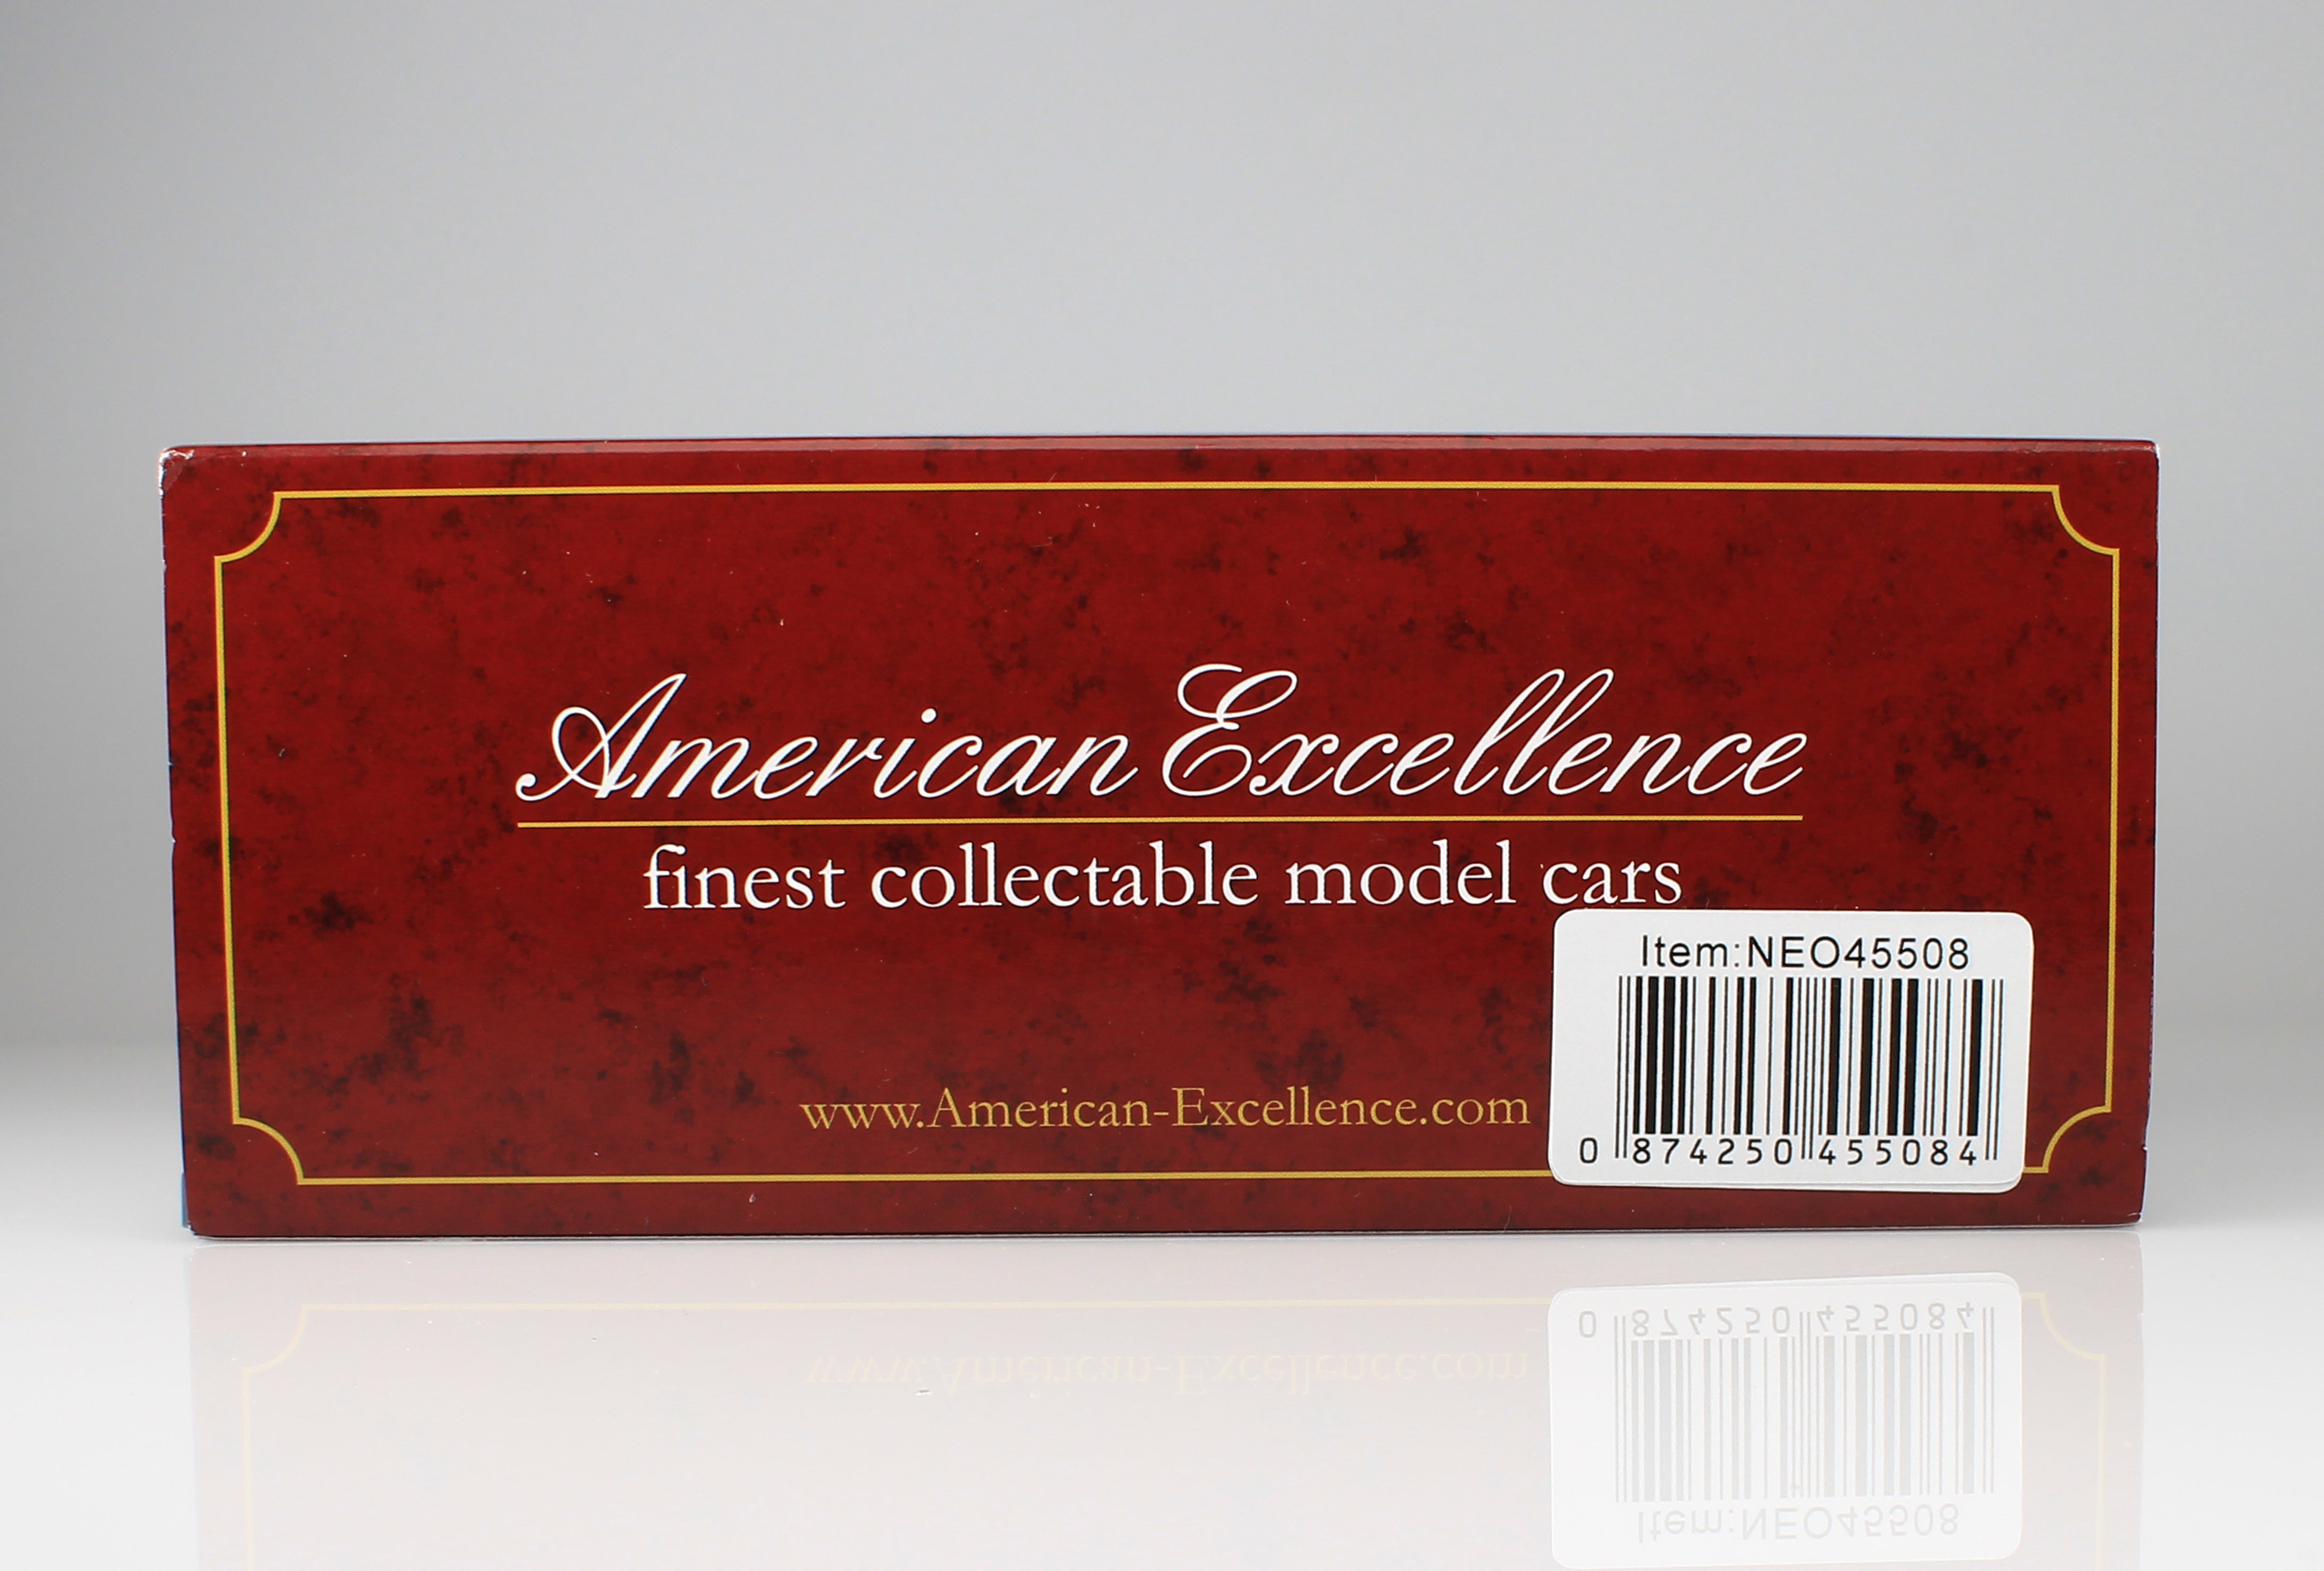 American Excellence
finest collectable model cars
Item:NEO45508
www.American-Excellence.com
0 874250 455084